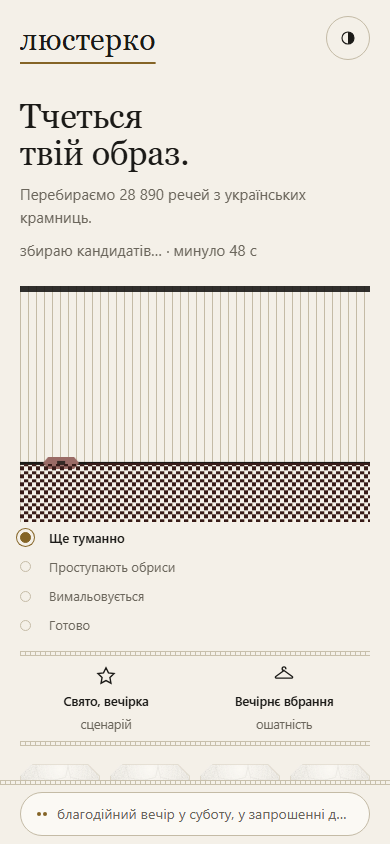 люстерко
Тчеться
твій образ.
Перебираємо 28 890 речей з українських
крамниць.
збираю кандидатів... · минуло 48 с
Ще туманно
Проступають обриси
Вимальовується
Готово
Свято, вечірка
Вечірнє вбрання
сценарій
ошатність
благодійний вечір у суботу, у запрошенні д...